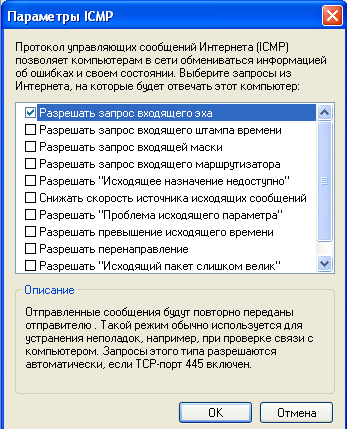 Параметры ICMP
Протокол управляющих сообщений Интернета (ICMP)
позволяет компьютерам в сети обмениваться информацией
об ошибках и своем состоянии. Выберите запросы из
Интернета, на которые будет отвечать этот компьютер:
Разрешать запрос входящего эха
Разрешать запрос входящего штампа времени
Разрешать запрос входящей маски
Разрешать запрос входящего маршрутизатора
Разрешать "Исходящее назначение недоступно"
Снижать скорость источника исходящих сообщений
Разрешать "Проблема исходящего параметра"
Разрешать превышение исходящего времени
Разрешать перенаправление
Разрешать "Исходящий пакет слишком велик"
Описание
Отправленные сообщения будут повторно переданы
отправителю . Такой режим обычно используется для
устранения неполадок, например, при проверке связи с
компьютером. Запросы этого типа разрешаются
автоматически, если TCP-порт 445 включен.
ОК
Отмена